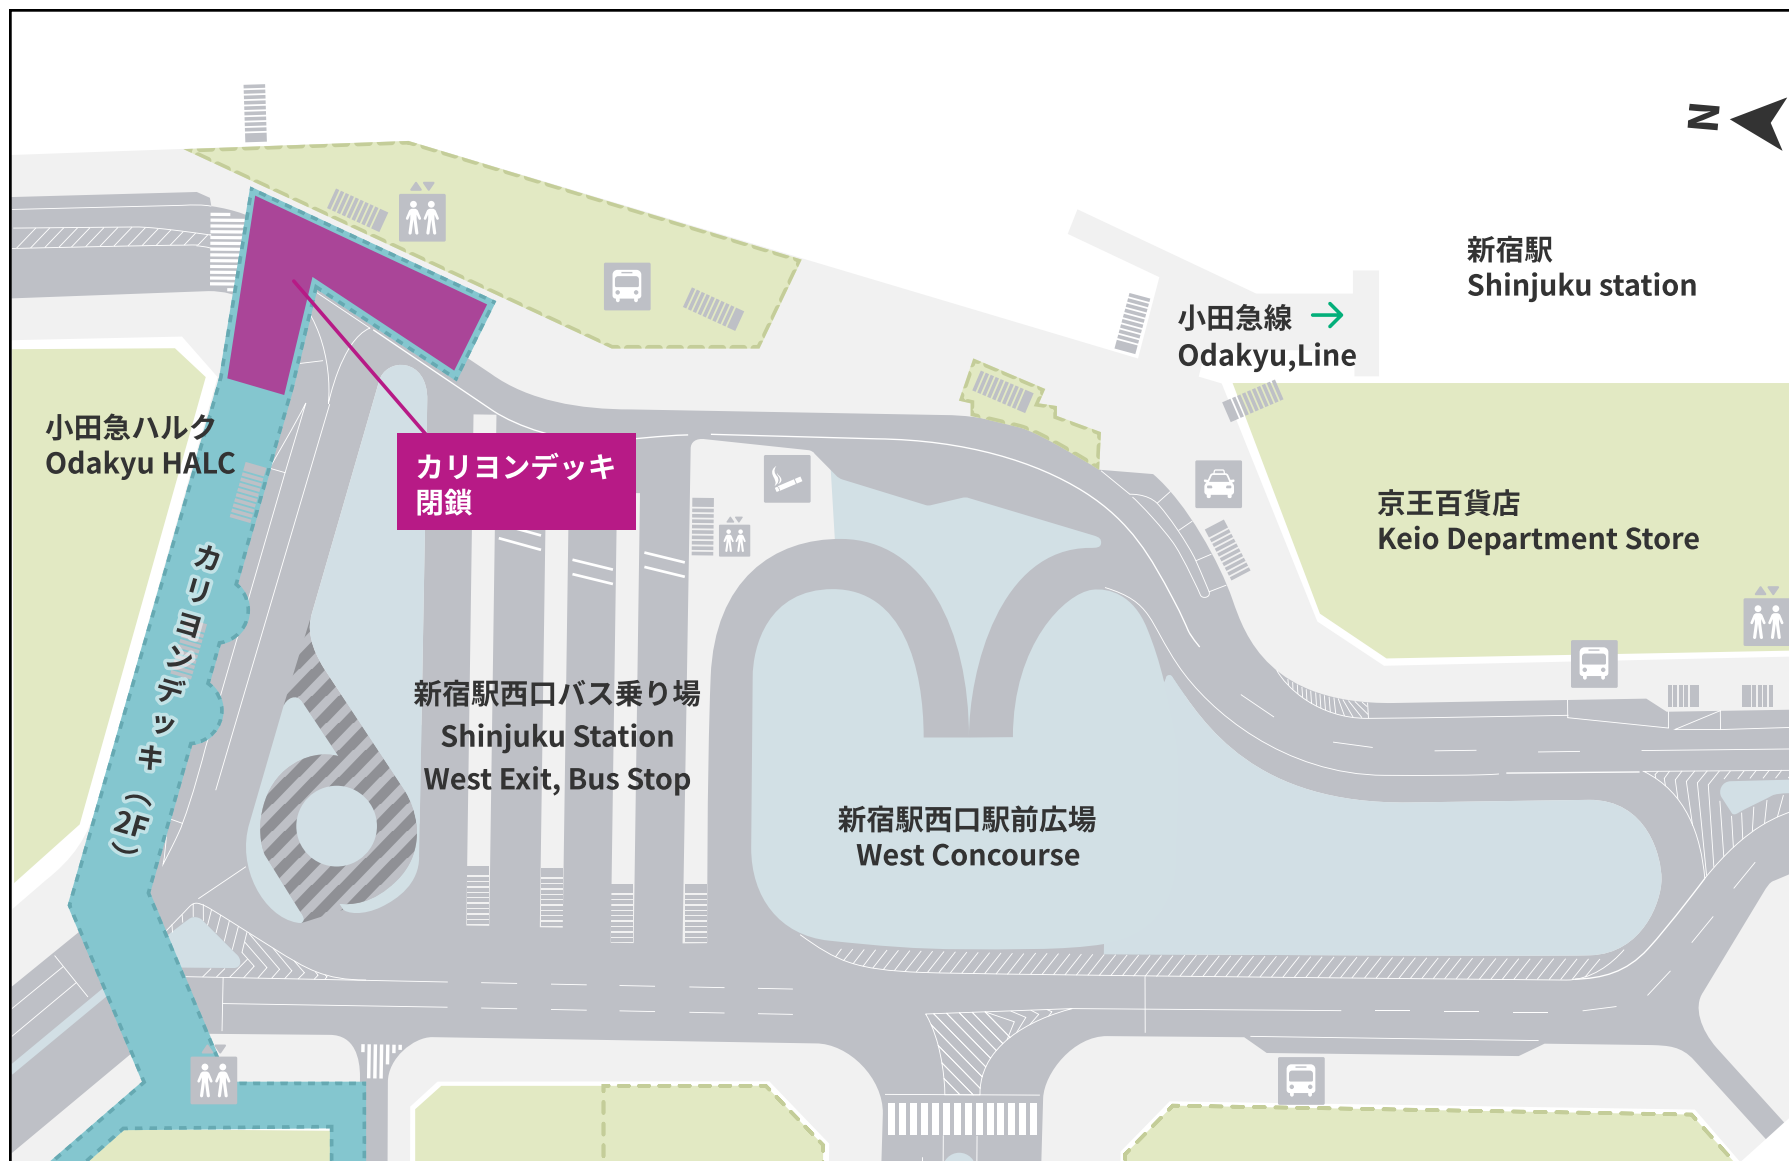 N
新宿駅
Shinjuku station
小田急線
Odakyu,Line
小田急ハルク
Odakyu HALC
カリヨンデッキ
閉鎖
京王百貨店
Keio Department Store
カリヨンデッキ（2F）
新宿駅西口バス乗り場
Shinjuku Station
West Exit, Bus Stop
新宿駅西口駅前広場
West Concourse